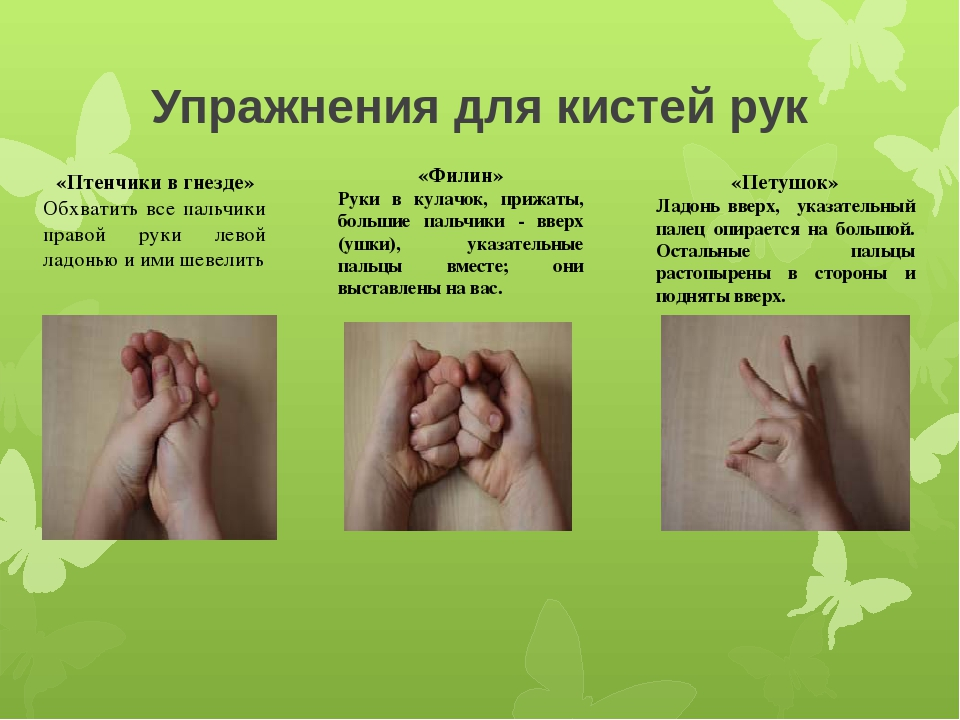 Упражнения для кистей рук
«Птенчики в гнезде»
Обхватить все пальчики
правой руки левой
ладонью и ими шевелить
«Филин»
Руки в кулачок, прижаты,
большие пальчики - вверх
(ушки), указательные
пальцы вместе; они
выставлены на вас.
«Петушок»
Ладонь вверх, указательный
палец опирается на большой.
Остальные пальцы
растопырены в стороны и
подняты вверх.